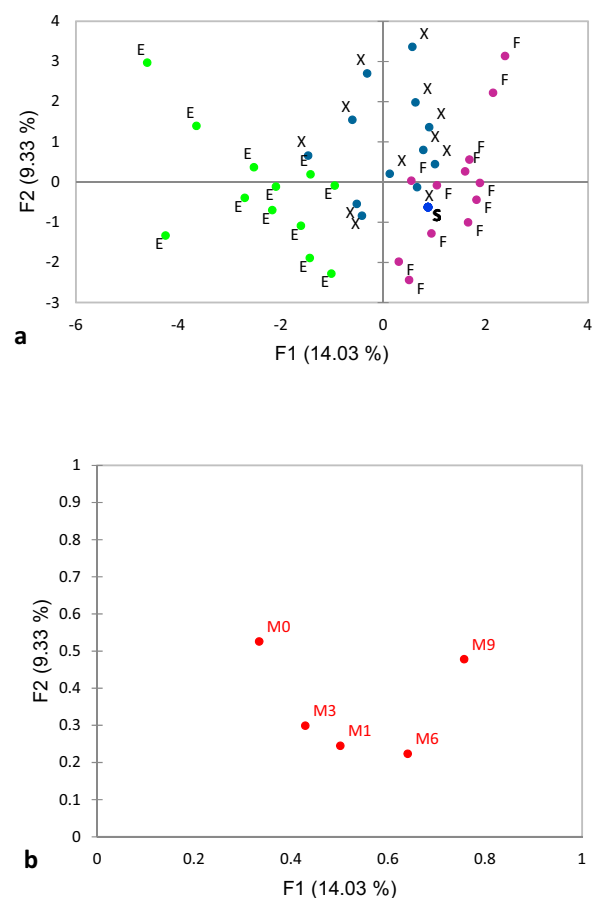 4
3
2
1
0
-1
-2
-3
F2 (9.33 %)
E
E
E
E
E
E
E
E
E
E
E
E
X
X
X
X
X
X
X
X
X
X
X
X
F
F
F
F
F
F
F
F
F
F
F
F
S
-6 -4 -2 0 2 4
F1 (14.03 %)
a
1
0.9
0.8
0.7
0.6
0.5
0.4
0.3
0.2
0.1
0
F2 (9.33 %)
M0
M9
M3
M1
M6
0 0.2 0.4 0.6 0.8 1
F1 (14.03 %)
b